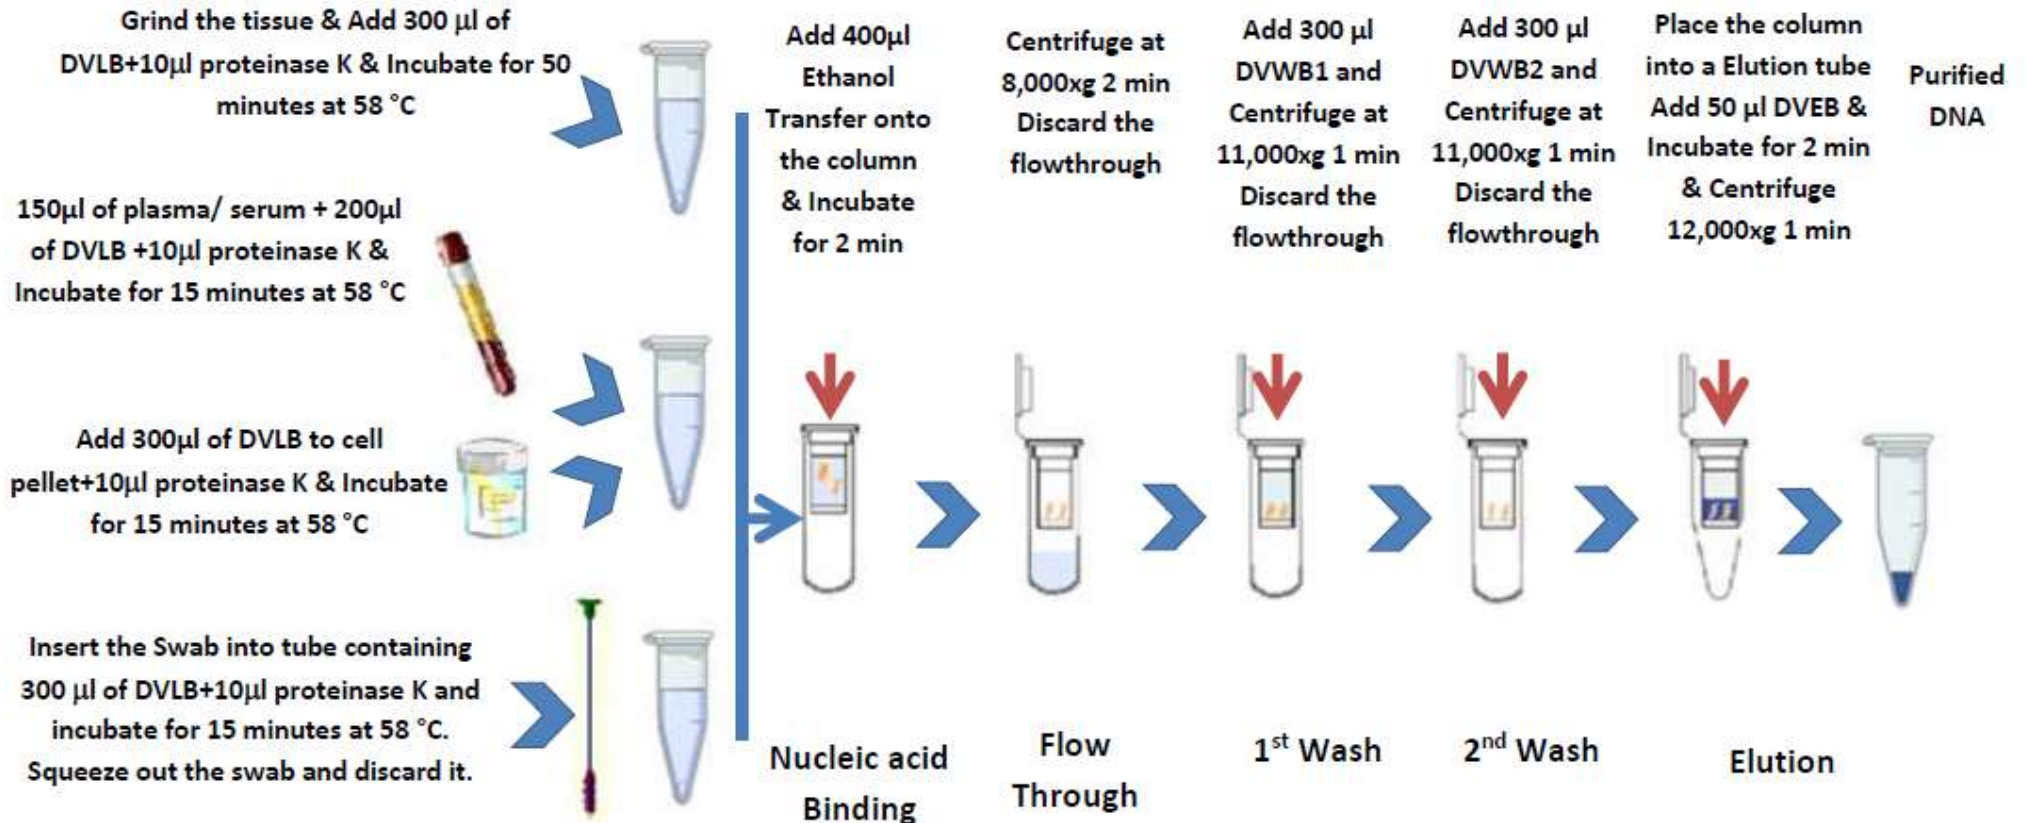 Grind the tissue & Add 300 µl of
DVLB+10µl proteinase K & Incubate for 50
minutes at 58 °C
150µl of plasma/ serum + 200µl
of DVLB +10µl proteinase K &
Incubate for 15 minutes at 58 °C
Add 300µl of DVLB to cell
pellet+10µl proteinase K & Incubate
for 15 minutes at 58 °C
Insert the Swab into tube containing
300 µl of DVLB+10µl proteinase K and
incubate for 15 minutes at 58 °C.
Squeeze out the swab and discard it.
Add 400µl
Ethanol
Transfer onto
the column
& Incubate
for 2 min
Centrifuge at
8,000xg 2 min
Discard the
flowthrough
Add 300 µl
DVWB1 and
Centrifuge at
11,000xg 1 min
Discard the
flowthrough
Add 300 µl
DVWB2 and
Centrifuge at
11,000xg 1 min
Discard the
flowthrough
Place the column
into a Elution tube
Add 50 µl DVEB &
Incubate for 2 min
& Centrifuge
12,000xg 1 min
Purified
DNA
Nucleic acid
Binding
Flow
Through
1st Wash
2nd Wash
Elution